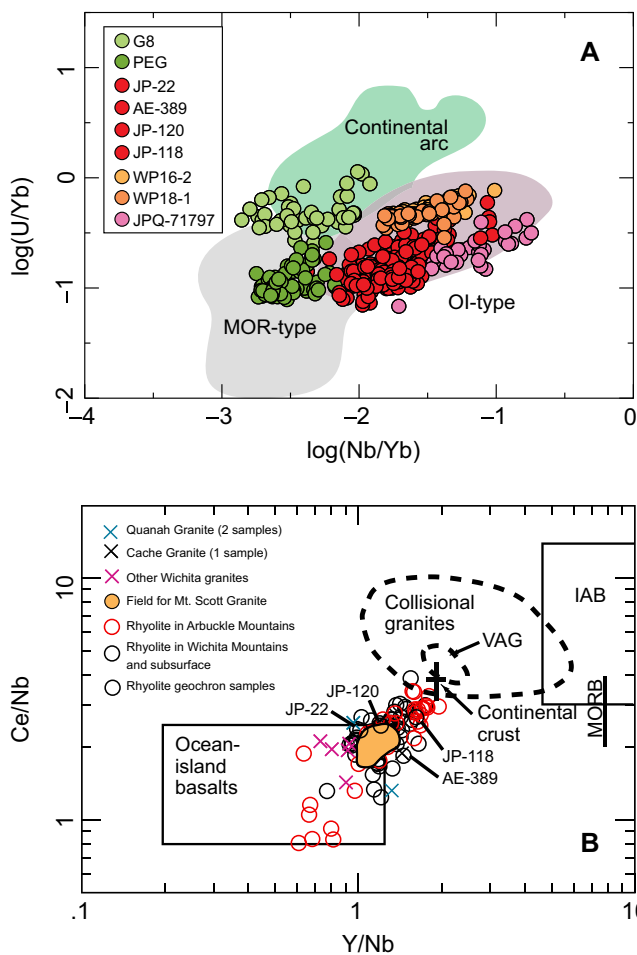 A
G8
PEG
JP-22
AE-389
JP-120
JP-118
WP16-2
WP18-1
JPQ-71797
Continental
arc
MOR-type
OI-type
log(U/Yb)
1
0
−1
−2
−4
−3
−2
−1
0
log(Nb/Yb)
Quanah Granite (2 samples)
Cache Granite (1 sample)
Other Wichita granites
Field for Mt. Scott Granite
Rhyolite in Arbuckle Mountains
Rhyolite in Wichita Mountains
and subsurface
Rhyolite geochron samples
Collisional
granites
VAG
IAB
MORB
Continental
crust
JP-120
JP-22
JP-118
AE-389
Ocean-
island
basalts
B
Ce/Nb
10
1
.1
1
10
Y/Nb